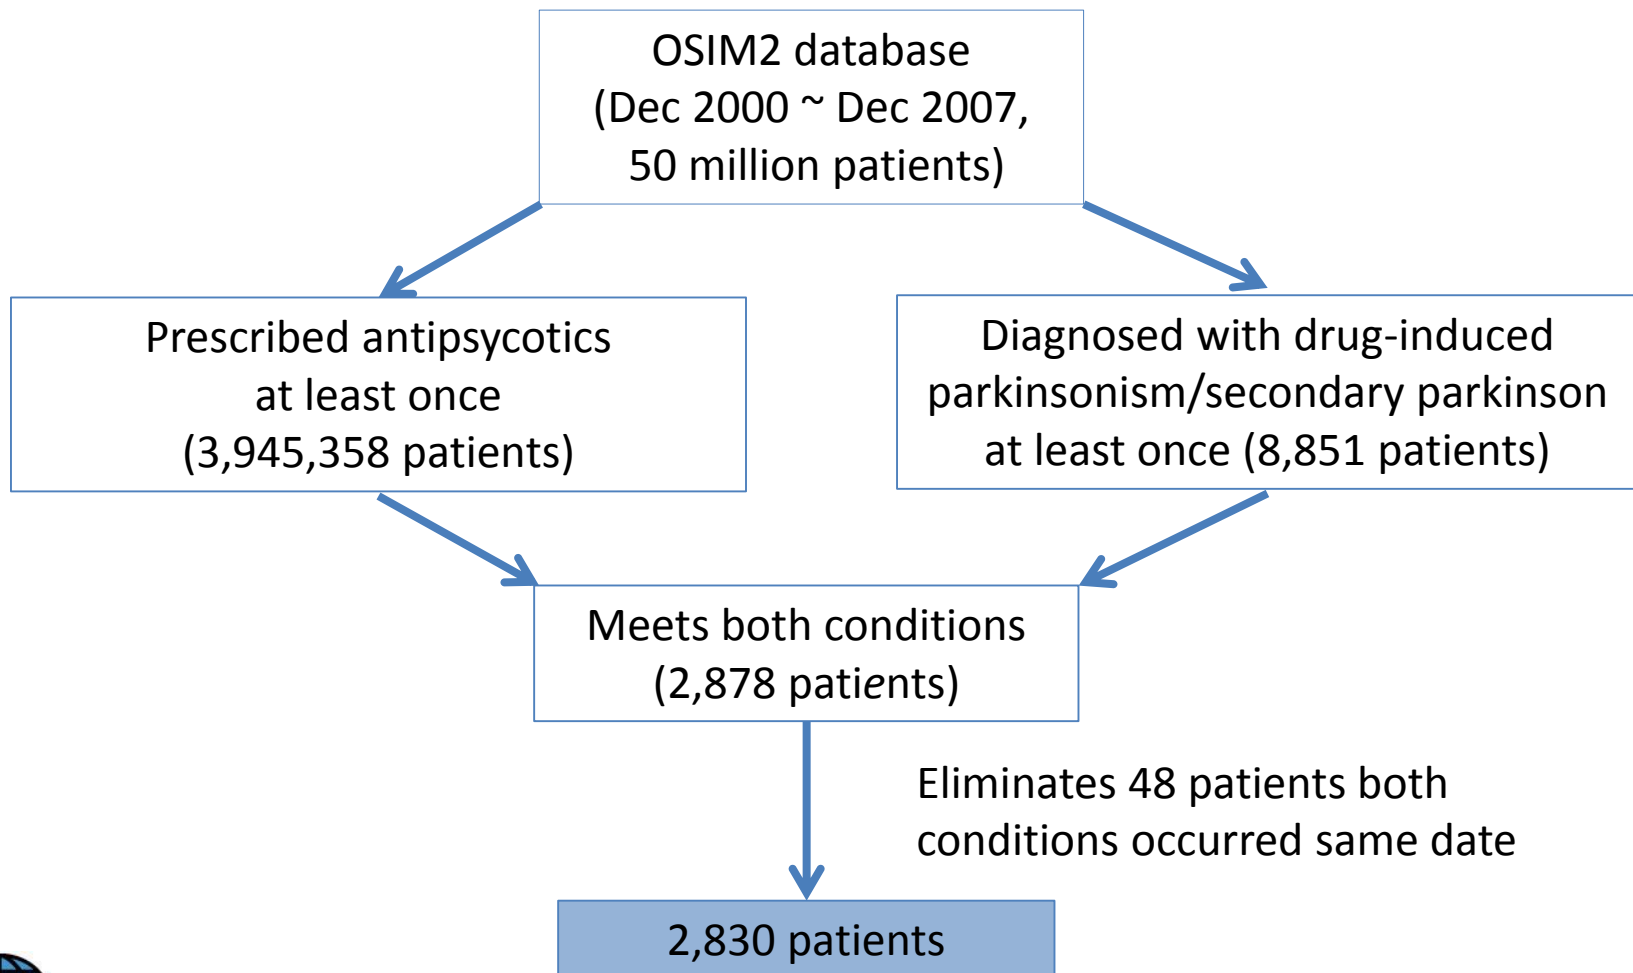 OSIM2 database
(Dec 2000 ~ Dec 2007,
50 million patients)
Prescribed antipsycotics
at least once
(3,945,358 patients)
Diagnosed with drug-induced
parkinsonism/secondary parkinson
at least once (8,851 patients)
Meets both conditions
(2,878 patients)
Eliminates 48 patients both
conditions occurred same date
2,830 patients